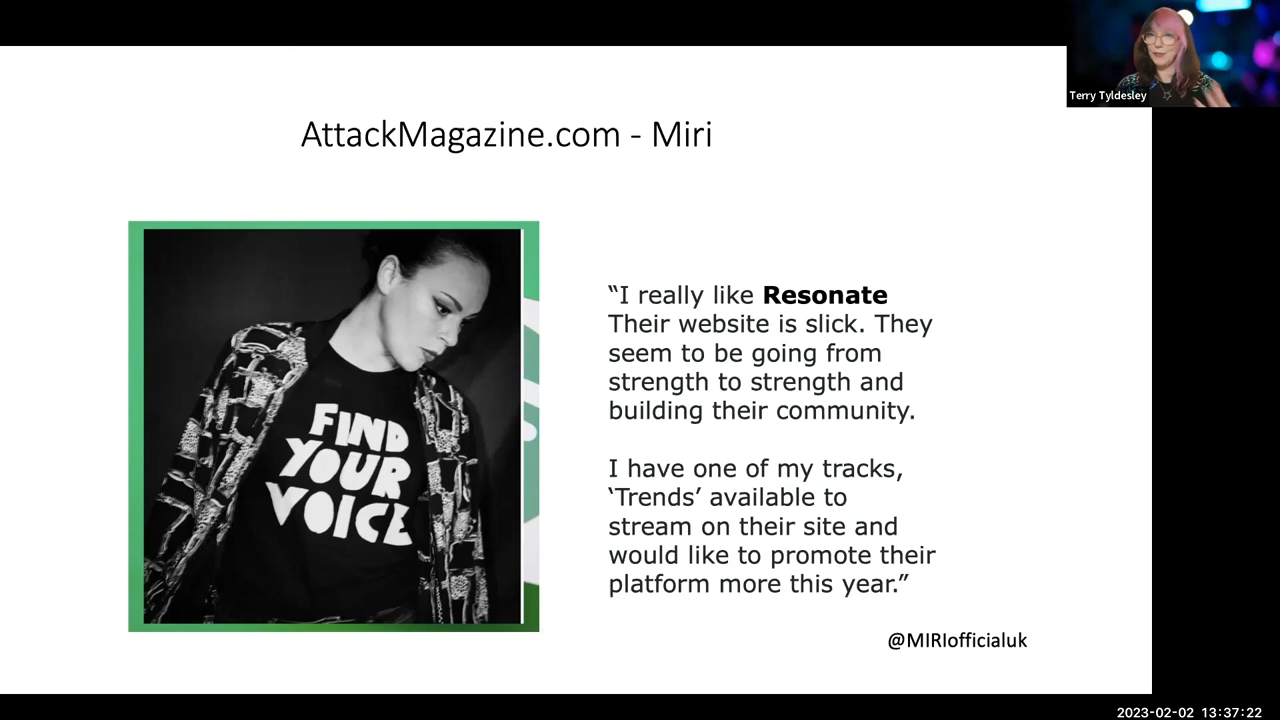 Terry Tyldesley
AttackMagazine.com - Miri
FIND
YOUR
VOICE
“I really like Resonate
Their website is slick. They
seem to be going from
strength to strength and
building their community.
I have one of my tracks,
‘Trends’ available to
stream on their site and
would like to promote their
platform more this year.”
@MIRIofficialuk
2023-02-02 13:37:22